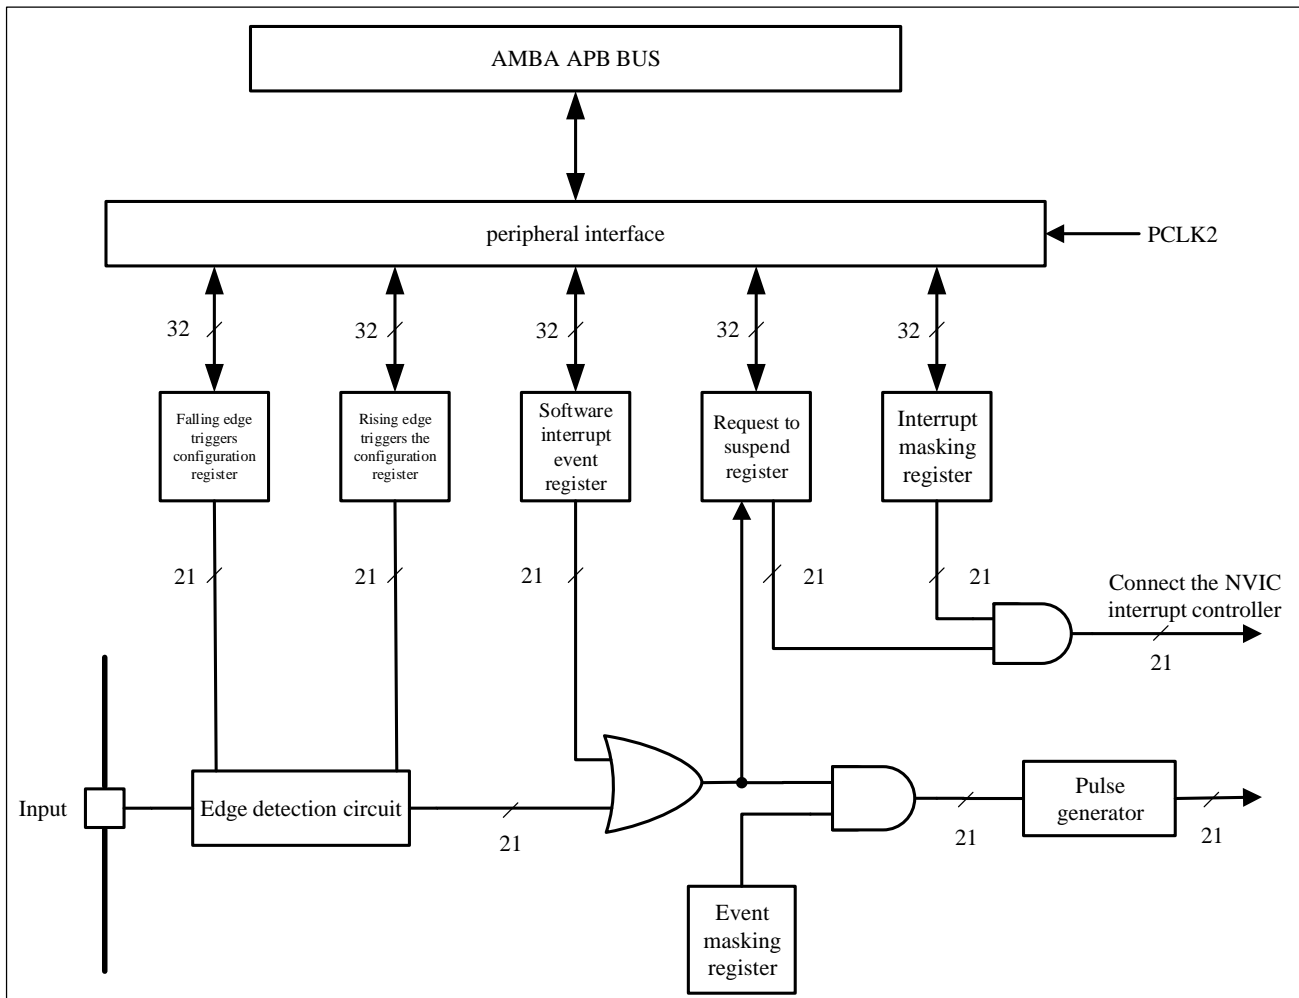 AMBA APB BUS
peripheral interface
PCLK2
32
32
32
32
32
Falling edge
triggers
configuration
register
Rising edge
triggers the
configuration
register
Software
interrupt
event
register
Request to
suspend
register
Interrupt
masking
register
21
21
21
21
21
Connect the NVIC
interrupt controller
21
Input
Edge detection circuit
21
21
Pulse
generator
21
Event
masking
register